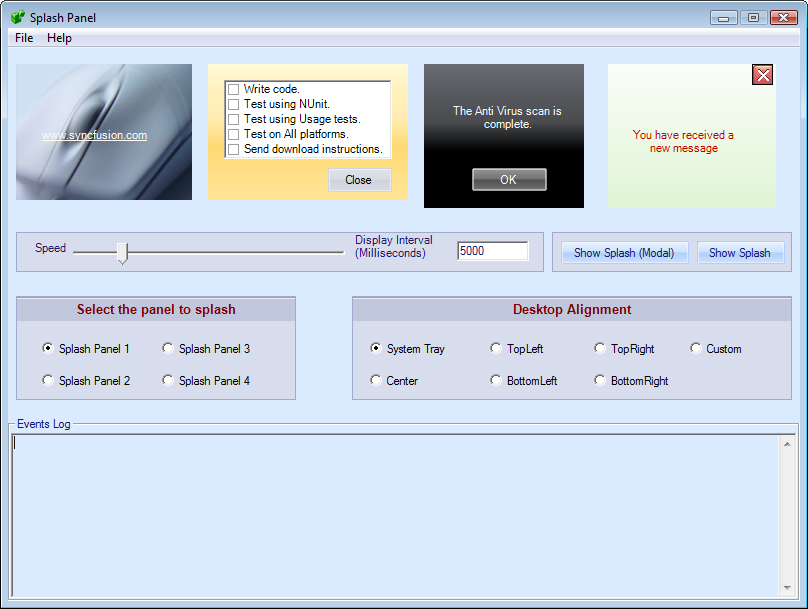 Splash Panel
File Help
www.syncfusion.com
Write code.
Test using NUnit.
Test using Usage tests.
Test on All platforms.
Send download instructions.
Close
The Anti Virus scan is
complete.
OK
You have received a
new message
Speed
Display Interval
(Milliseconds)
5000
Show Splash (Modal)
Show Splash
Select the panel to splash
Splash Panel 1
Splash Panel 3
Splash Panel 2
Splash Panel 4
Desktop Alignment
System Tray
TopLeft
TopRight
Custom
Center
BottomLeft
BottomRight
Events Log